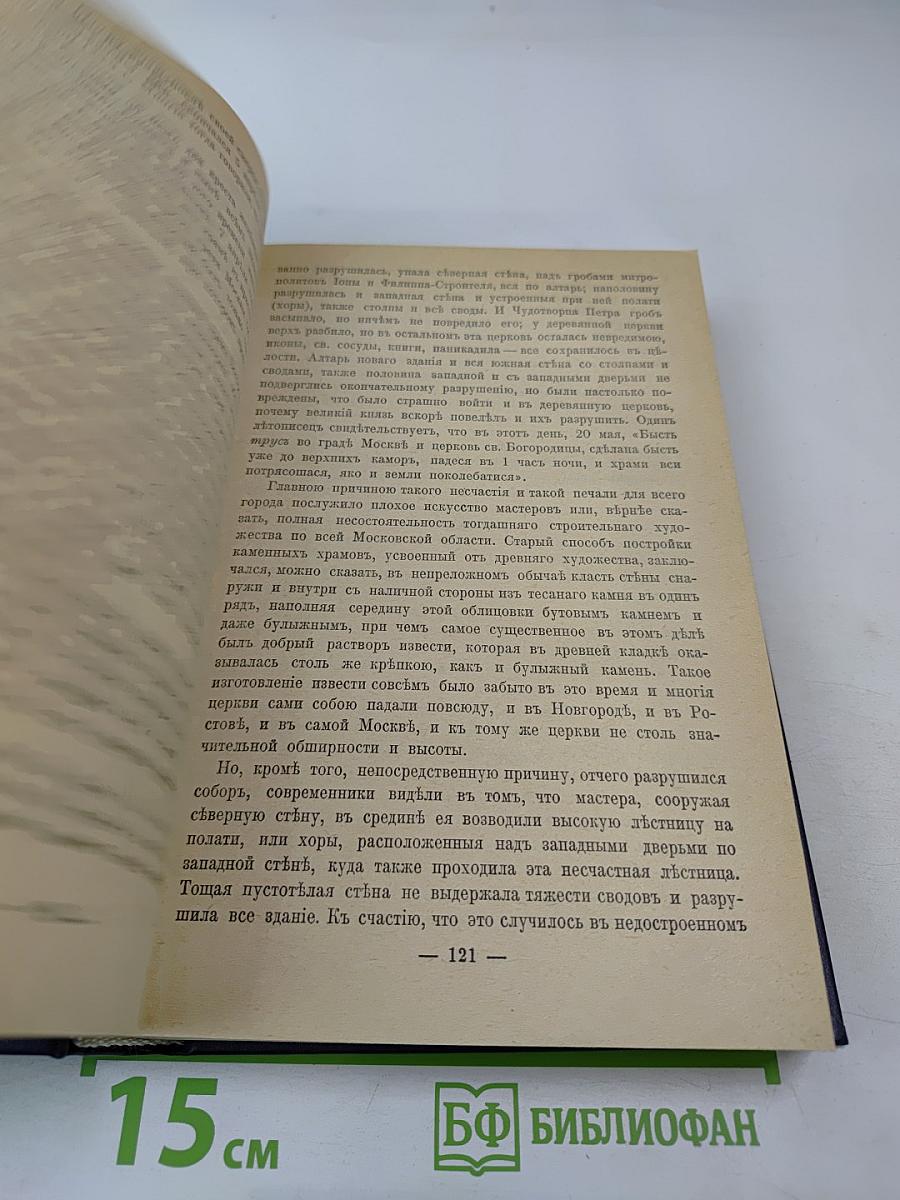 ванно разрушилась, упала сѣверная стѣна, надъ гробами митро-
политовъ Іоны и Филиппа-Строителя, вся по алтарь; наполовину
разрушилась и западная стѣна и устроенныя при ней полати
(хоры), также столпы и всѣ своды. И Чудотворца Петра гробъ
засыпало, но ничѣмъ не повредило его; у деревянной церкви
верхъ разбило, но въ остальномъ эта церковь осталась невредимою,
иконы, св. сосуды, книги, паникадила — все сохранилось въ цѣ-
лости. Алтарь новаго зданія и вся южная стѣна со столпами и
сводами, также половина западной и съ западными дверьми не
подверглись окончательному разрушенію, но были настолько по-
вреждены, что было страшно войти и въ деревянную церковь,
почему великій князь вскорѣ повелѣлъ и ихъ разрушить. Одинъ
лѣтописецъ свидѣтельствуетъ, что въ этотъ день, 20 мая, «Бысть
трусъ во градѣ Москвѣ и церковь св. Богородицы, сдѣлана бысть
уже до верхнихъ каморъ, падеся въ 1 часъ ночи, и храми вси
потрясошася, яко и земли поколебатися».
Главною причиною такого несчастія и такой печали для всего
города послужило плохое искусство мастеровъ или, вѣрнѣе ска-
зать, полная несостоятельность тогдашняго строительнаго худо-
жества по всей Московской области. Старый способъ постройки
каменныхъ храмовъ, усвоенный отъ древняго художества, заклю-
чался, можно сказать, въ непреложномъ обычаѣ класть стѣны сна-
ружи и внутри съ наличной стороны изъ тесанаго камня въ одинъ
рядъ, наполняя середину этой облицовки бутовымъ камнемъ и
даже булыжнымъ, при чемъ самое существенное въ этомъ дѣлѣ
былъ добрый растворъ извести, которая въ древней кладкѣ ока-
зывалась столь же крѣпкою, какъ и булыжный камень. Такое
изготовленіе извести совсѣмъ было забыто въ это время и многія
церкви сами собою падали повсюду, и въ Новгородѣ, и въ Ро-
стовѣ, и въ самой Москвѣ, и къ тому же церкви не столь зна-
чительной обширности и высоты.
Но, кромѣ того, непосредственную причину, отчего разрушился
соборъ, современники видѣли въ томъ, что мастера, сооружая
сѣверную стѣну, въ срединѣ ея возводили высокую лѣстницу на
полати, или хоры, расположенныя надъ западными дверьми по
западной стѣнѣ, куда также проходила эта несчастная лѣстница.
Тощая пустотѣлая стѣна не выдержала тяжести сводовъ и разру-
шила все зданіе. Къ счастію, что это случилось въ недостроенномъ
— 121 —
15 см
БФ БИБЛИОФАН